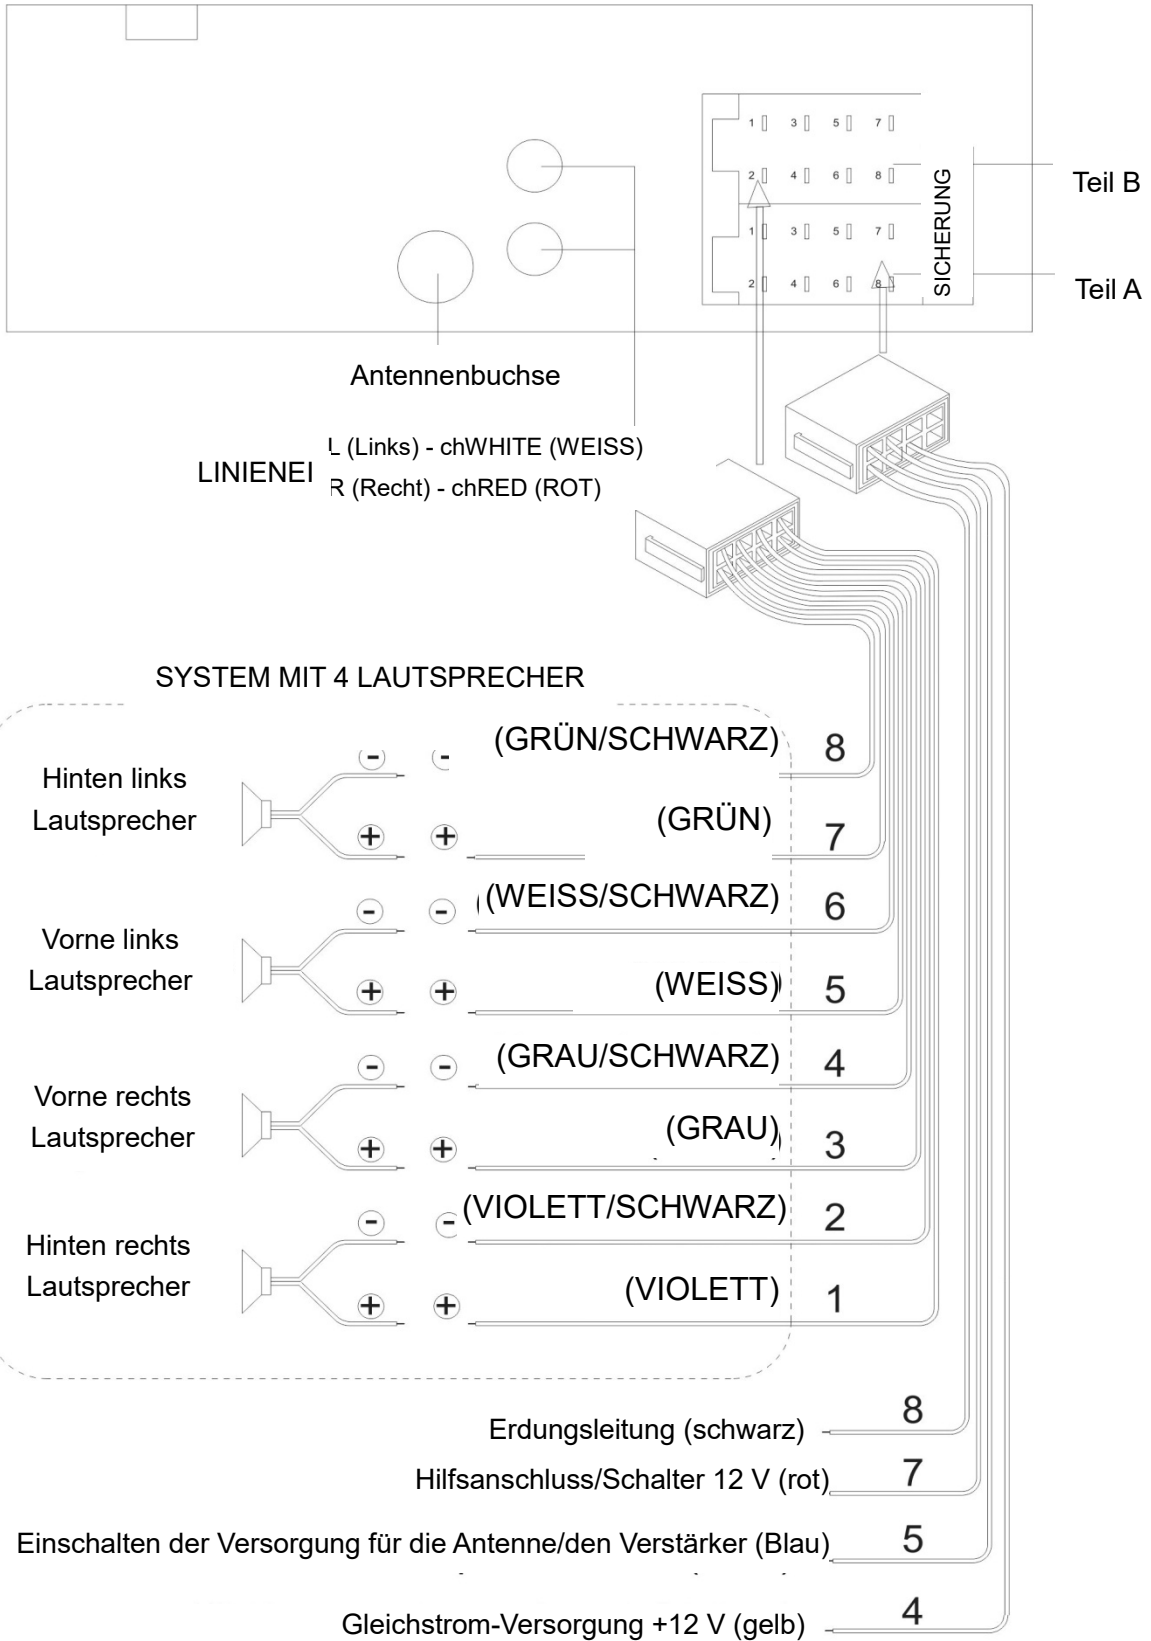 1 3 5 7
2 4 6 8
1 3 5 7
2 4 6 8
SICHERUNG
Teil B
Teil A
Antennenbuchse
LINIENEI
L (Links) - chWHITE (WEISS)
R (Recht) - chRED (ROT)
SYSTEM MIT 4 LAUTSPRECHER
Hinten links
Lautsprecher
- - (GRÜN/SCHWARZ) 8
+ + (GRÜN) 7
Vorne links
Lautsprecher
- - (WEISS/SCHWARZ) 6
+ + (WEISS) 5
Vorne rechts
Lautsprecher
- - (GRAU/SCHWARZ) 4
+ + (GRAU) 3
Hinten rechts
Lautsprecher
- - (VIOLETT/SCHWARZ) 2
+ + (VIOLETT) 1
Erdungsleitung (schwarz) 8
Hilfsanschluss/Schalter 12 V (rot) 7
Einschalten der Versorgung für die Antenne/den Verstärker (Blau) 5
Gleichstrom-Versorgung +12 V (gelb) 4